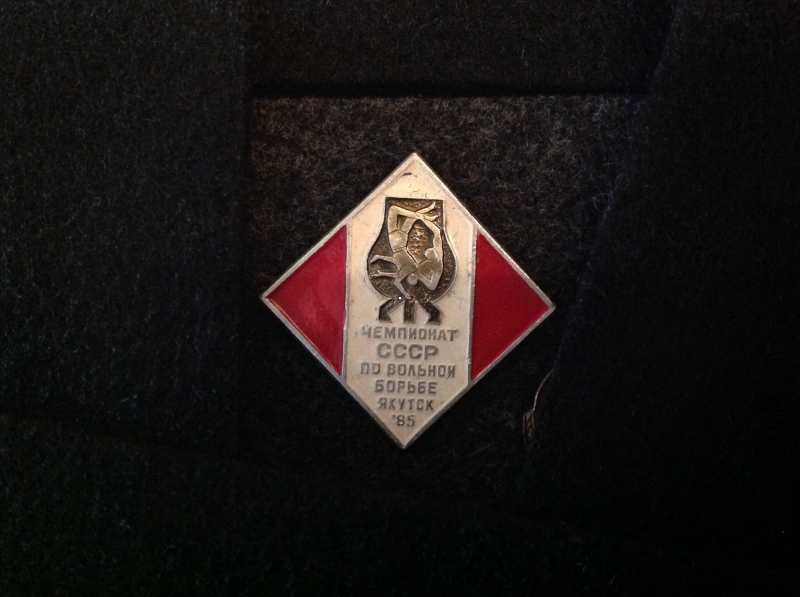 ЧЕМПИОНАТ
СССР
ПО ВОЛЬНОЙ
БОРЬБЕ
ЯКУТСК
'85